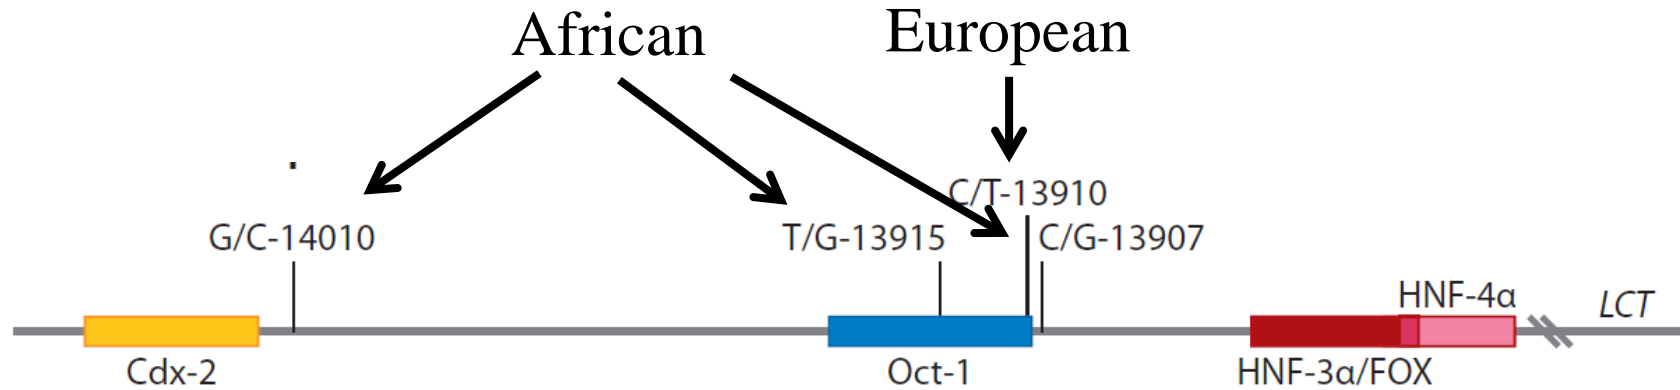 African
European
C/T-13910
G/C-14010
T/G-13915
C/G-13907
HNF-4α
LCT
Cdx-2
Oct-1
HNF-3α/FOX